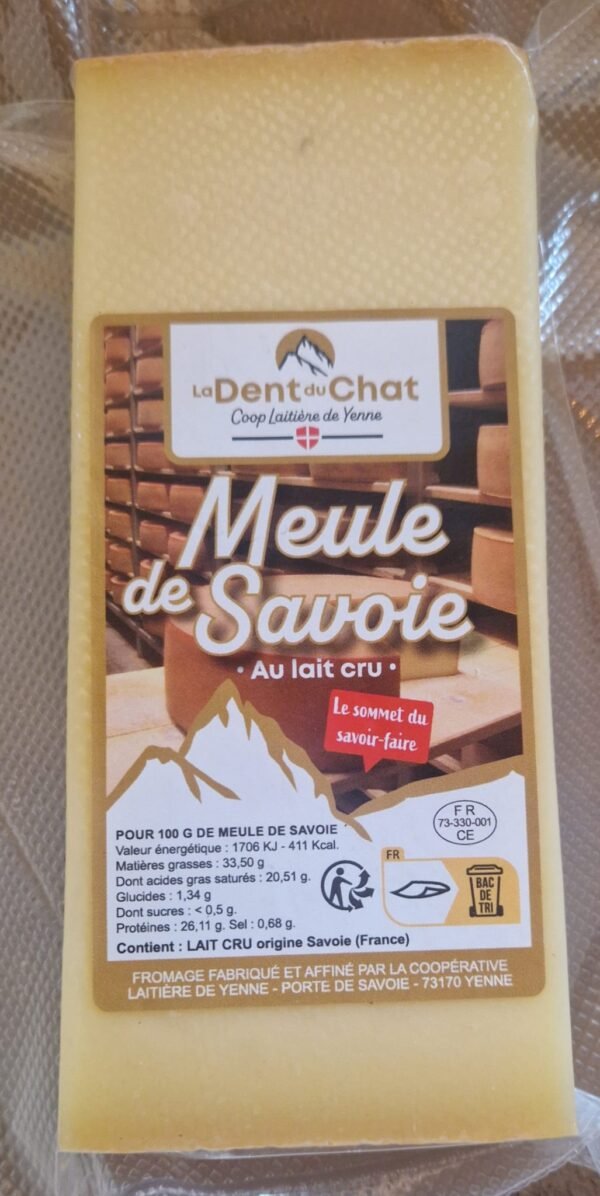 La Dent du Chat
Coop Laitière de Yenne
Meule
de Savoie
• Au lait cru •
Le sommet du
savoir-faire
POUR 100 G DE MEULE DE SAVOIE
Valeur énergétique : 1706 KJ - 411 Kcal.
Matières grasses : 33,50 g
Dont acides gras saturés : 20,51 g.
Glucides : 1,34 g
Dont sucres : < 0,5 g.
Protéines : 26,11 g. Sel : 0,68 g.
Contient : LAIT CRU origine Savoie (France)
FR
73-330-001
CE
FR
BAC
DE
TRI
FROMAGE FABRIQUÉ ET AFFINÉ PAR LA COOPÉRATIVE
LAITIÈRE DE YENNE - PORTE DE SAVOIE - 73170 YENNE